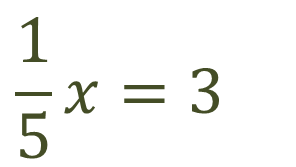 1/5 x = 3